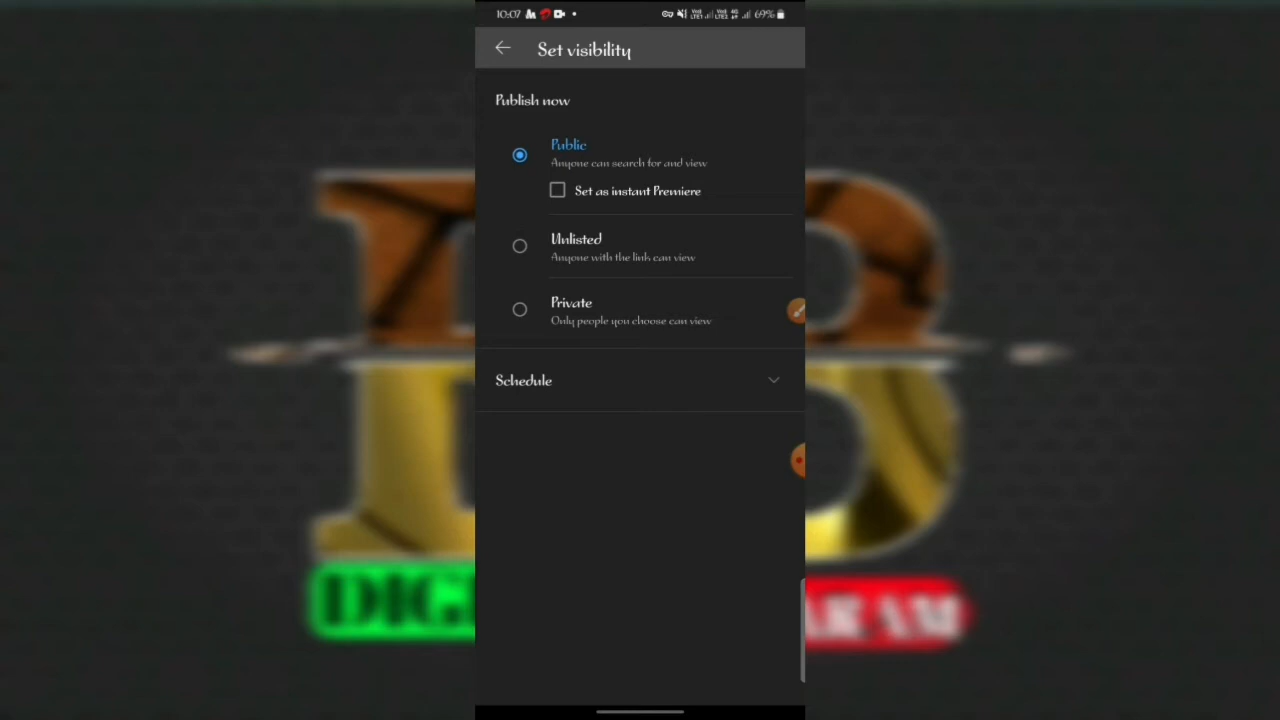 10:07 69%
Set visibility
Publish now
Public
Anyone can search for and view
Set as instant Premiere
Unlisted
Anyone with the link can view
Private
Only people you choose can view
Schedule